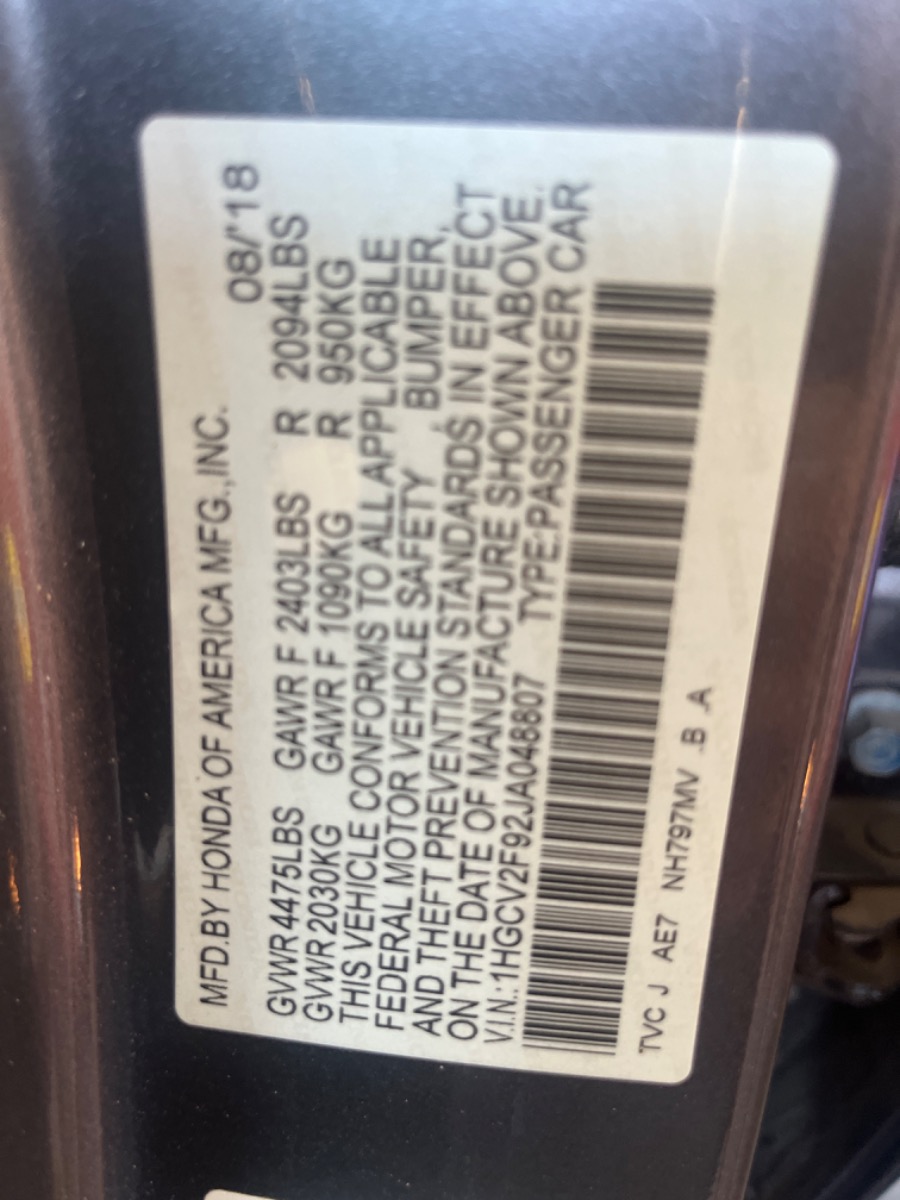 MFD.BY HONDA OF AMERICA MFG.,INC. 08/'18
GVWR 4475LBS GAWR F 2403LBS R 2094LBS
GVWR 2030KG GAWR F 1090KG R 950KG
THIS VEHICLE CONFORMS TO ALL APPLICABLE
FEDERAL MOTOR VEHICLE SAFETY, BUMPER,
AND THEFT PREVENTION STANDARDS IN EFFECT
ON THE DATE OF MANUFACTURE SHOWN ABOVE.
V.I.N.:1HGCV2F92JA048807 TYPE:PASSENGER CAR
TVC J AE7 NH797MV .B .A